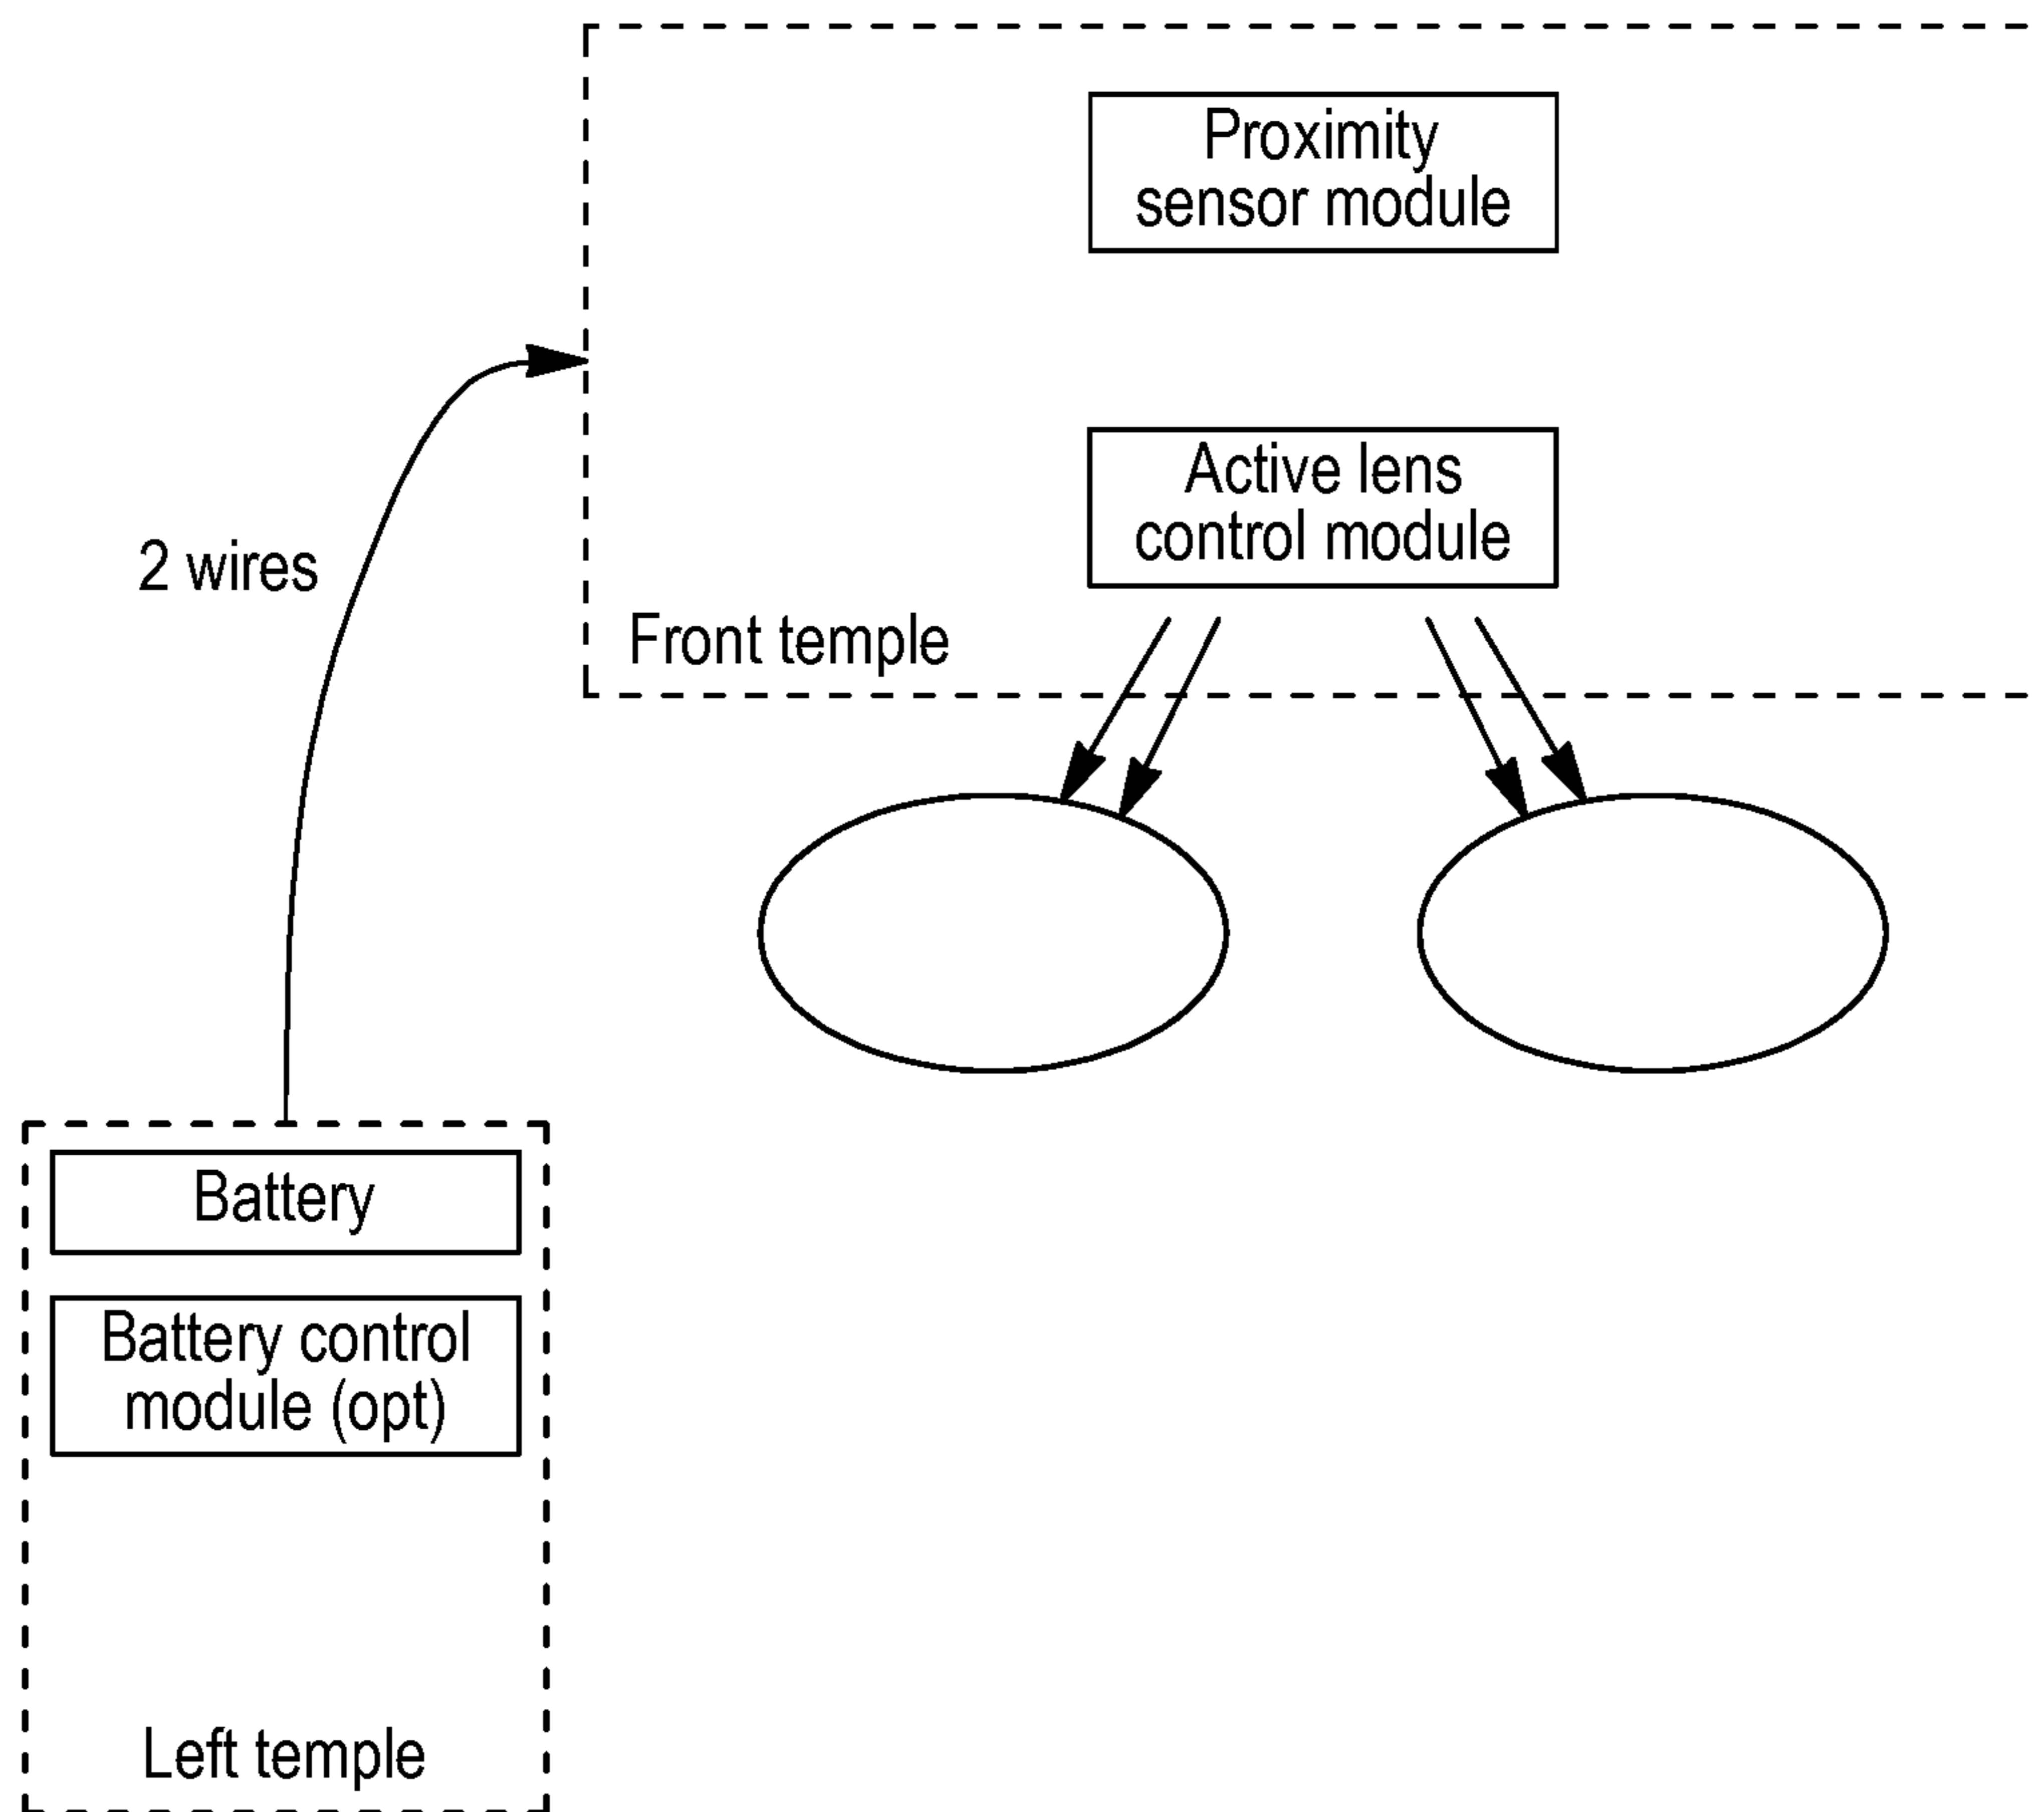 Proximity
sensor module
Active lens
control module
2 wires
Front temple
Battery
Battery control
module (opt)
Left temple